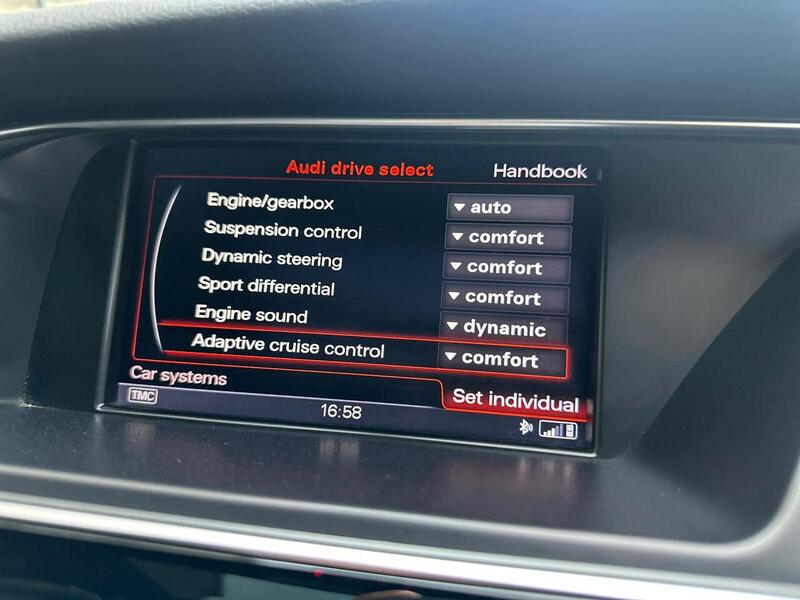 Audi drive select Handbook
Engine/gearbox auto
Suspension control comfort
Dynamic steering comfort
Sport differential comfort
Engine sound dynamic
Adaptive cruise control comfort
Car systems Set individual
TMC 16:58